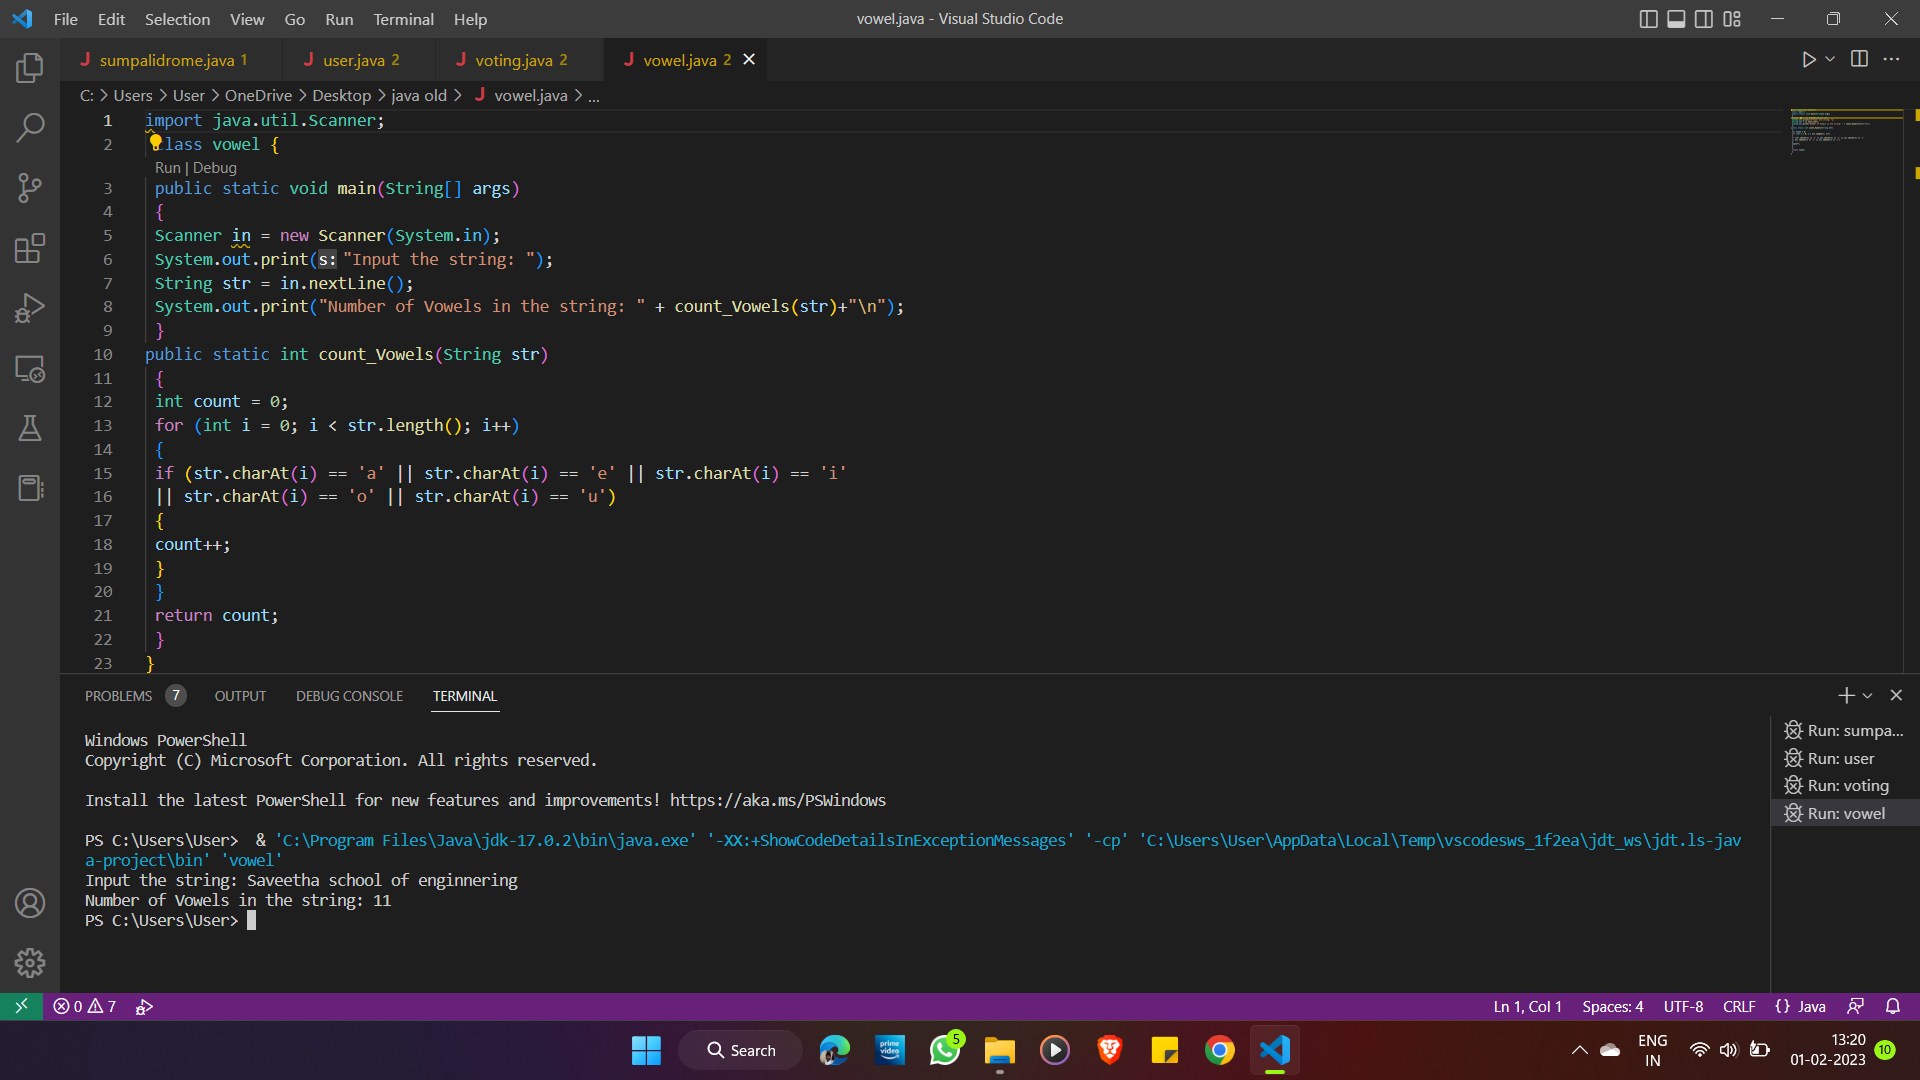 File Edit Selection View Go Run Terminal Help vowel.java - Visual Studio Code
sumpalidrome.java 1 user.java 2 voting.java 2 vowel.java 2
C: > Users > User > OneDrive > Desktop > java old > vowel.java > ...
1 import java.util.Scanner;
2 class vowel {
Run | Debug
3 public static void main(String[] args)
4 {
5 Scanner in = new Scanner(System.in);
6 System.out.print(s: "Input the string: ");
7 String str = in.nextLine();
8 System.out.print("Number of Vowels in the string: " + count_Vowels(str)+"\n");
9 }
10 public static int count_Vowels(String str)
11 {
12 int count = 0;
13 for (int i = 0; i < str.length(); i++)
14 {
15 if (str.charAt(i) == 'a' || str.charAt(i) == 'e' || str.charAt(i) == 'i'
16 || str.charAt(i) == 'o' || str.charAt(i) == 'u')
17 {
18 count++;
19 }
20 }
21 return count;
22 }
23 }
PROBLEMS 7 OUTPUT DEBUG CONSOLE TERMINAL
Windows PowerShell
Copyright (C) Microsoft Corporation. All rights reserved.
Install the latest PowerShell for new features and improvements! https://aka.ms/PSWindows
PS C:\Users\User>  & 'C:\Program Files\Java\jdk-17.0.2\bin\java.exe' '-XX:+ShowCodeDetailsInExceptionMessages' '-cp' 'C:\Users\User\AppData\Local\Temp\vscodesws_1f2ea\jdt_ws\jdt.ls-jav
a-project\bin' 'vowel'
Input the string: Saveetha school of enginnering
Number of Vowels in the string: 11
PS C:\Users\User>
Run: sumpa...
Run: user
Run: voting
Run: vowel
0 7 Ln 1, Col 1 Spaces: 4 UTF-8 CRLF {} Java
Search prime video 5 ENG IN 13:20 01-02-2023 10